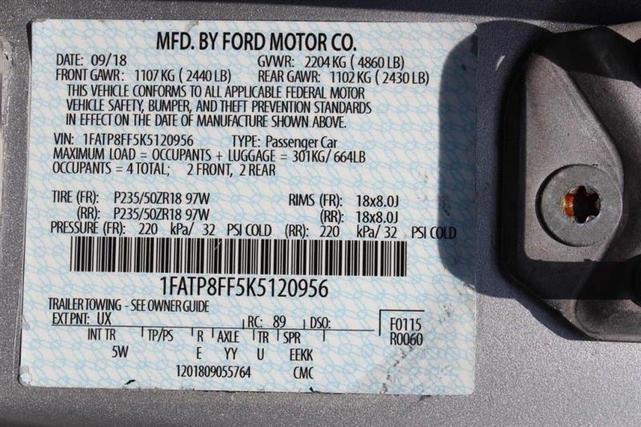 MFD. BY FORD MOTOR CO.
DATE: 09/18 GVWR: 2204 KG ( 4860 LB)
FRONT GAWR: 1107 KG ( 2440 LB) REAR GAWR: 1102 KG ( 2430 LB)
THIS VEHICLE CONFORMS TO ALL APPLICABLE FEDERAL MOTOR
VEHICLE SAFETY, BUMPER, AND THEFT PREVENTION STANDARDS
IN EFFECT ON THE DATE OF MANUFACTURE SHOWN ABOVE.
VIN: 1FATP8FF5K5120956 TYPE: Passenger Car
MAXIMUM LOAD = OCCUPANTS + LUGGAGE = 301KG/ 664LB
OCCUPANTS = 4 TOTAL; 2 FRONT, 2 REAR
TIRE (FR): P235/50ZR18 97W RIMS (FR): 18x8.0J
(RR): P235/50ZR18 97W (RR): 18x8.0J
PRESSURE (FR): 220 kPa/ 32 PSI COLD (RR): 220 kPa/ 32 PSI COLD
1FATP8FF5K5120956
TRAILER TOWING - SEE OWNER GUIDE
EXT PNT: UX RC: 89 DSO: F0115
INT TR TP/PS R AXLE TR SPR R0060
5W E YY U EEKK
1201809055764 CMC